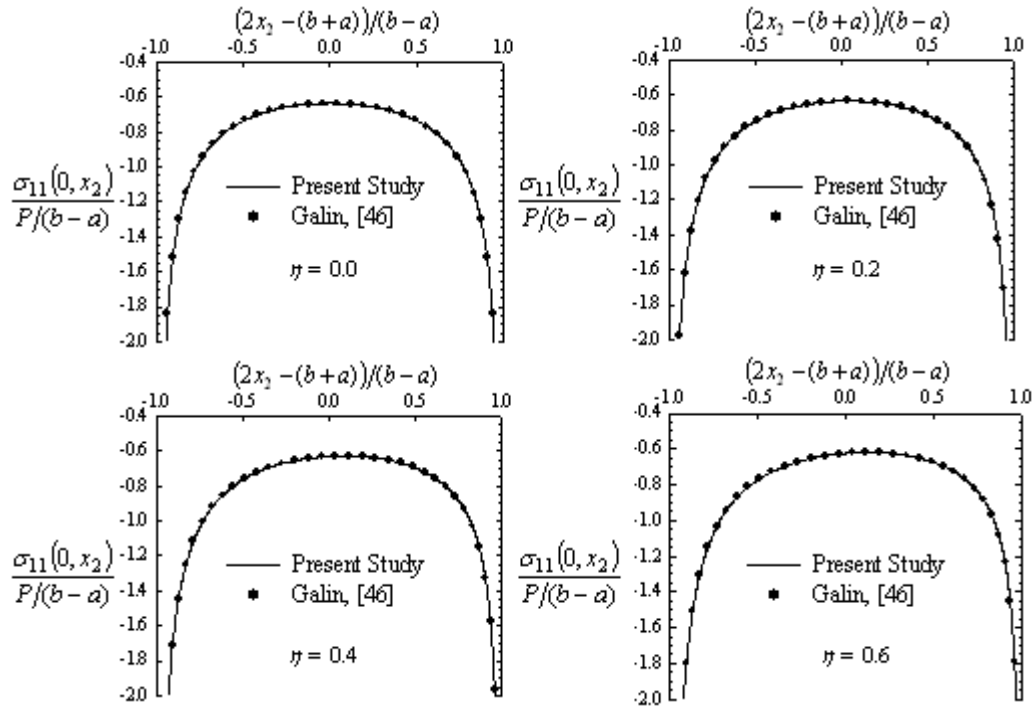 (2x₂ −(b+a))/(b−a)
-1.0 -0.5 0.0 0.5 1.0
-0.4
-0.6
-0.8
-1.0
-1.2
-1.4
-1.6
-1.8
-2.0
σ₁₁(0, x₂)
P/(b−a)
Present Study
Galin, [46]
η = 0.0
(2x₂ −(b+a))/(b−a)
-1.0 -0.5 0.0 0.5 1.0
-0.4
-0.6
-0.8
-1.0
-1.2
-1.4
-1.6
-1.8
-2.0
σ₁₁(0, x₂)
P/(b−a)
Present Study
Galin, [46]
η = 0.2
(2x₂ −(b+a))/(b−a)
-1.0 -0.5 0.0 0.5 1.0
-0.4
-0.6
-0.8
-1.0
-1.2
-1.4
-1.6
-1.8
-2.0
σ₁₁(0, x₂)
P/(b−a)
Present Study
Galin, [46]
η = 0.4
(2x₂ −(b+a))/(b−a)
-1.0 -0.5 0.0 0.5 1.0
-0.4
-0.6
-0.8
-1.0
-1.2
-1.4
-1.6
-1.8
-2.0
σ₁₁(0, x₂)
P/(b−a)
Present Study
Galin, [46]
η = 0.6